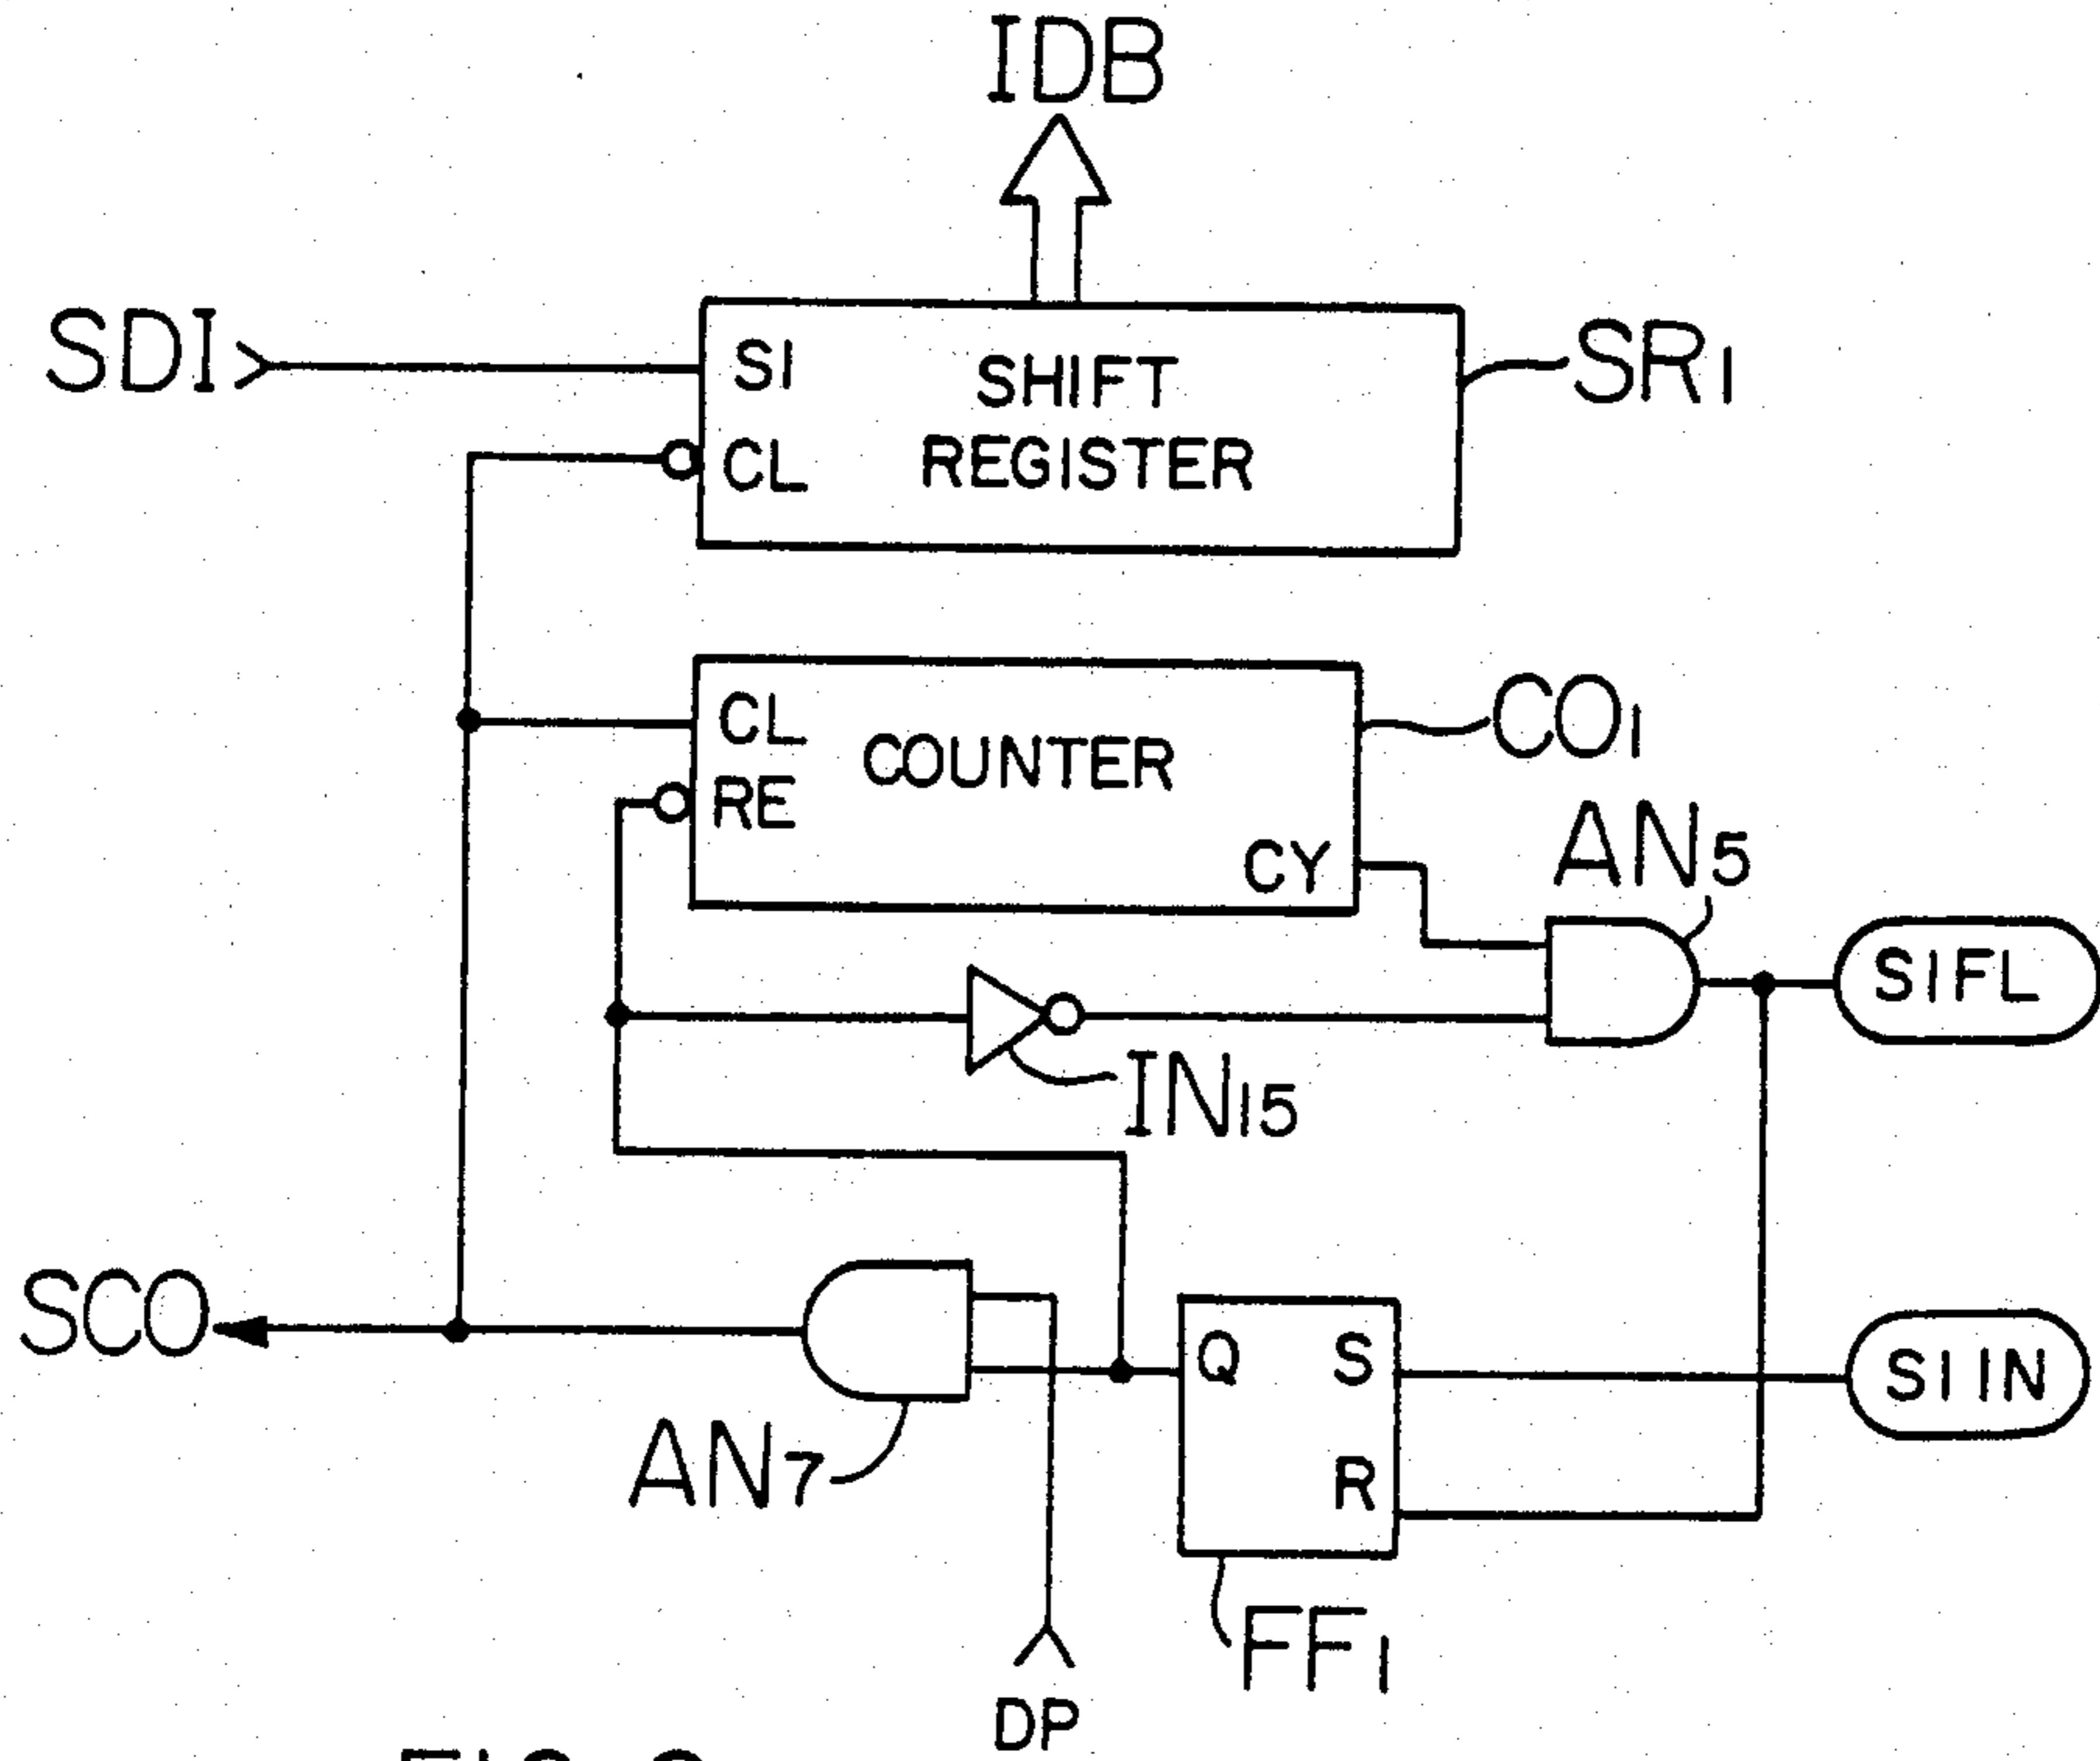 IDB
SDI
SI
SHIFT
REGISTER
CL
SR1
CL
COUNTER
RE
CY
CO1
AN5
SIFL
IN15
SCO
AN7
Q
S
R
SIIN
FF1
DP